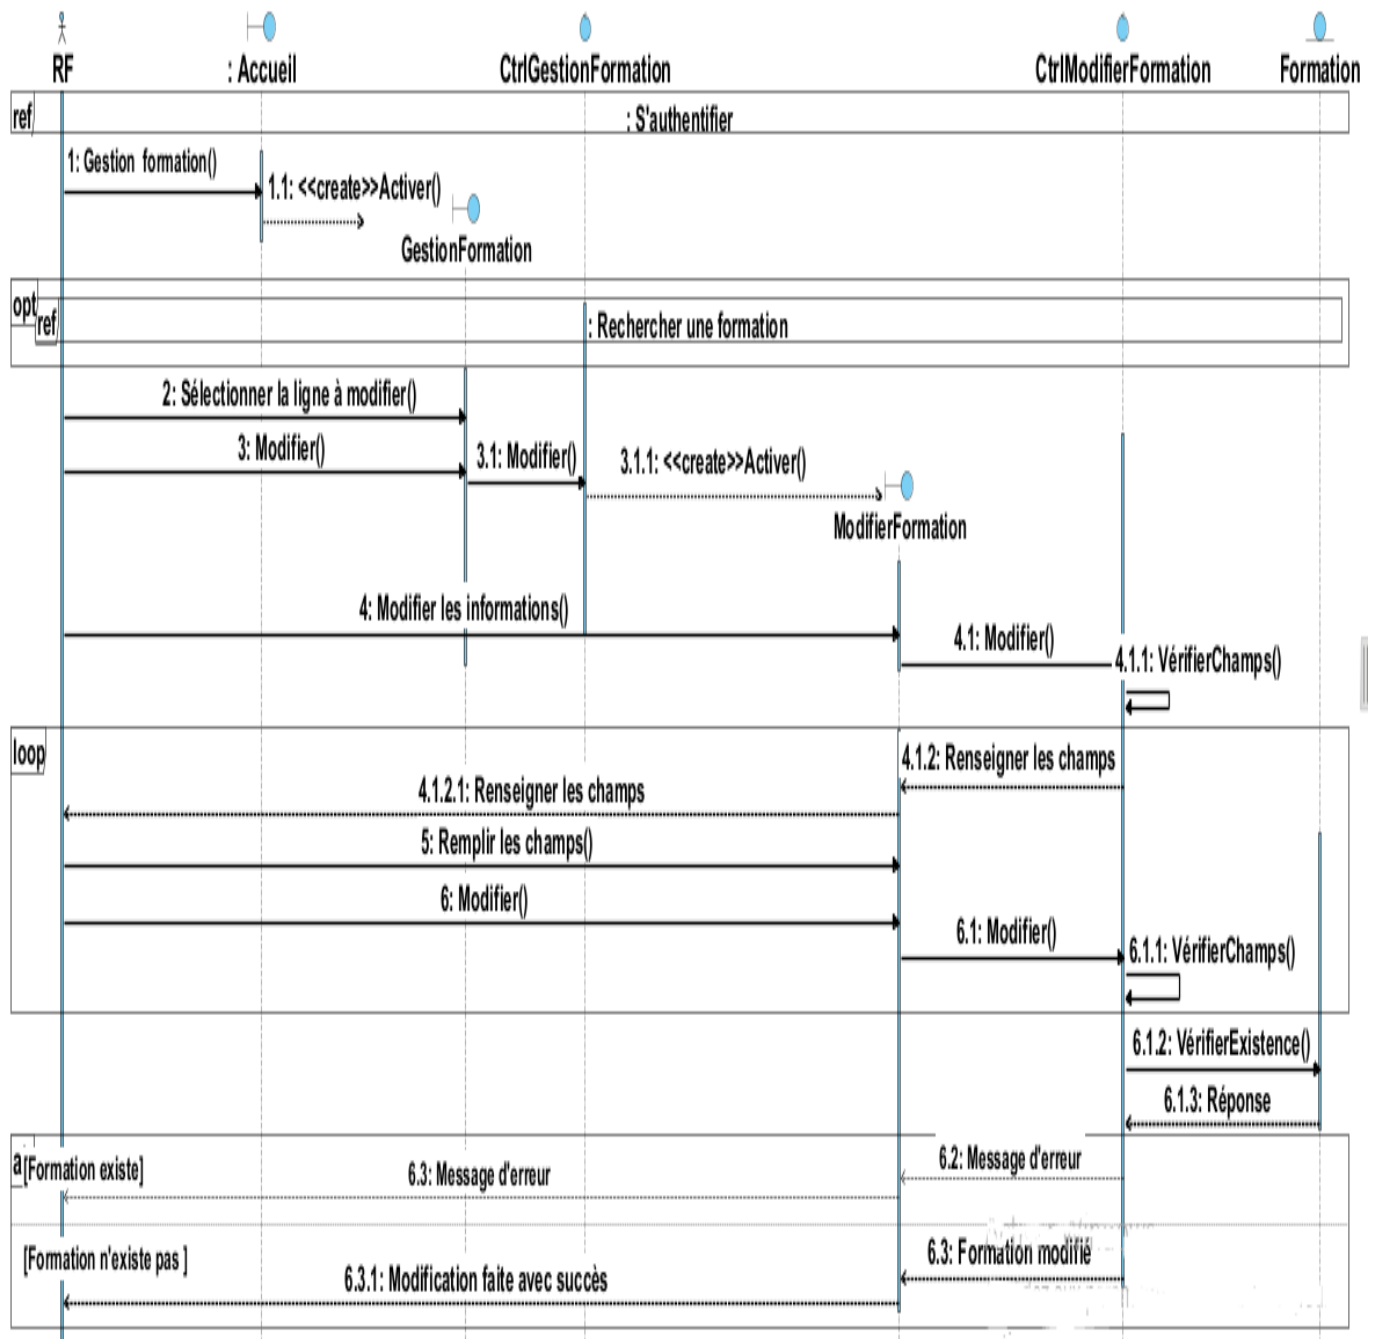 RF
: Accueil
CtrlGestionFormation
CtrlModifierFormation
Formation
ref
: S'authentifier
1: Gestion formation()
1.1: <<create>>Activer()
GestionFormation
opt
ref
: Rechercher une formation
2: Sélectionner la ligne à modifier()
3: Modifier()
3.1: Modifier()
3.1.1: <<create>>Activer()
ModifierFormation
4: Modifier les informations()
4.1: Modifier()
4.1.1: VérifierChamps()
loop
4.1.2: Renseigner les champs
4.1.2.1: Renseigner les champs
5: Remplir les champs()
6: Modifier()
6.1: Modifier()
6.1.1: VérifierChamps()
6.1.2: VérifierExistence()
6.1.3: Réponse
a
[Formation existe]
6.2: Message d'erreur
6.3: Message d'erreur
[Formation n'existe pas ]
6.3: Formation modifié
6.3.1: Modification faite avec succès